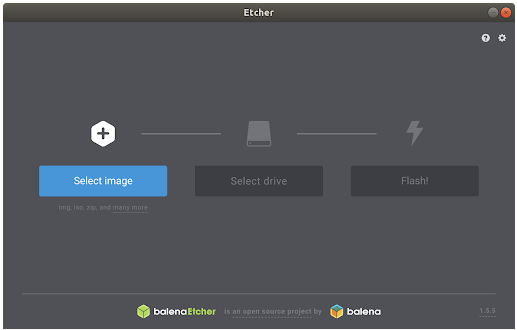 Etcher
Select image
Select drive
Flash!
img, iso, zip, and many more
balenaEtcher is an open source project by balena
1.5.5